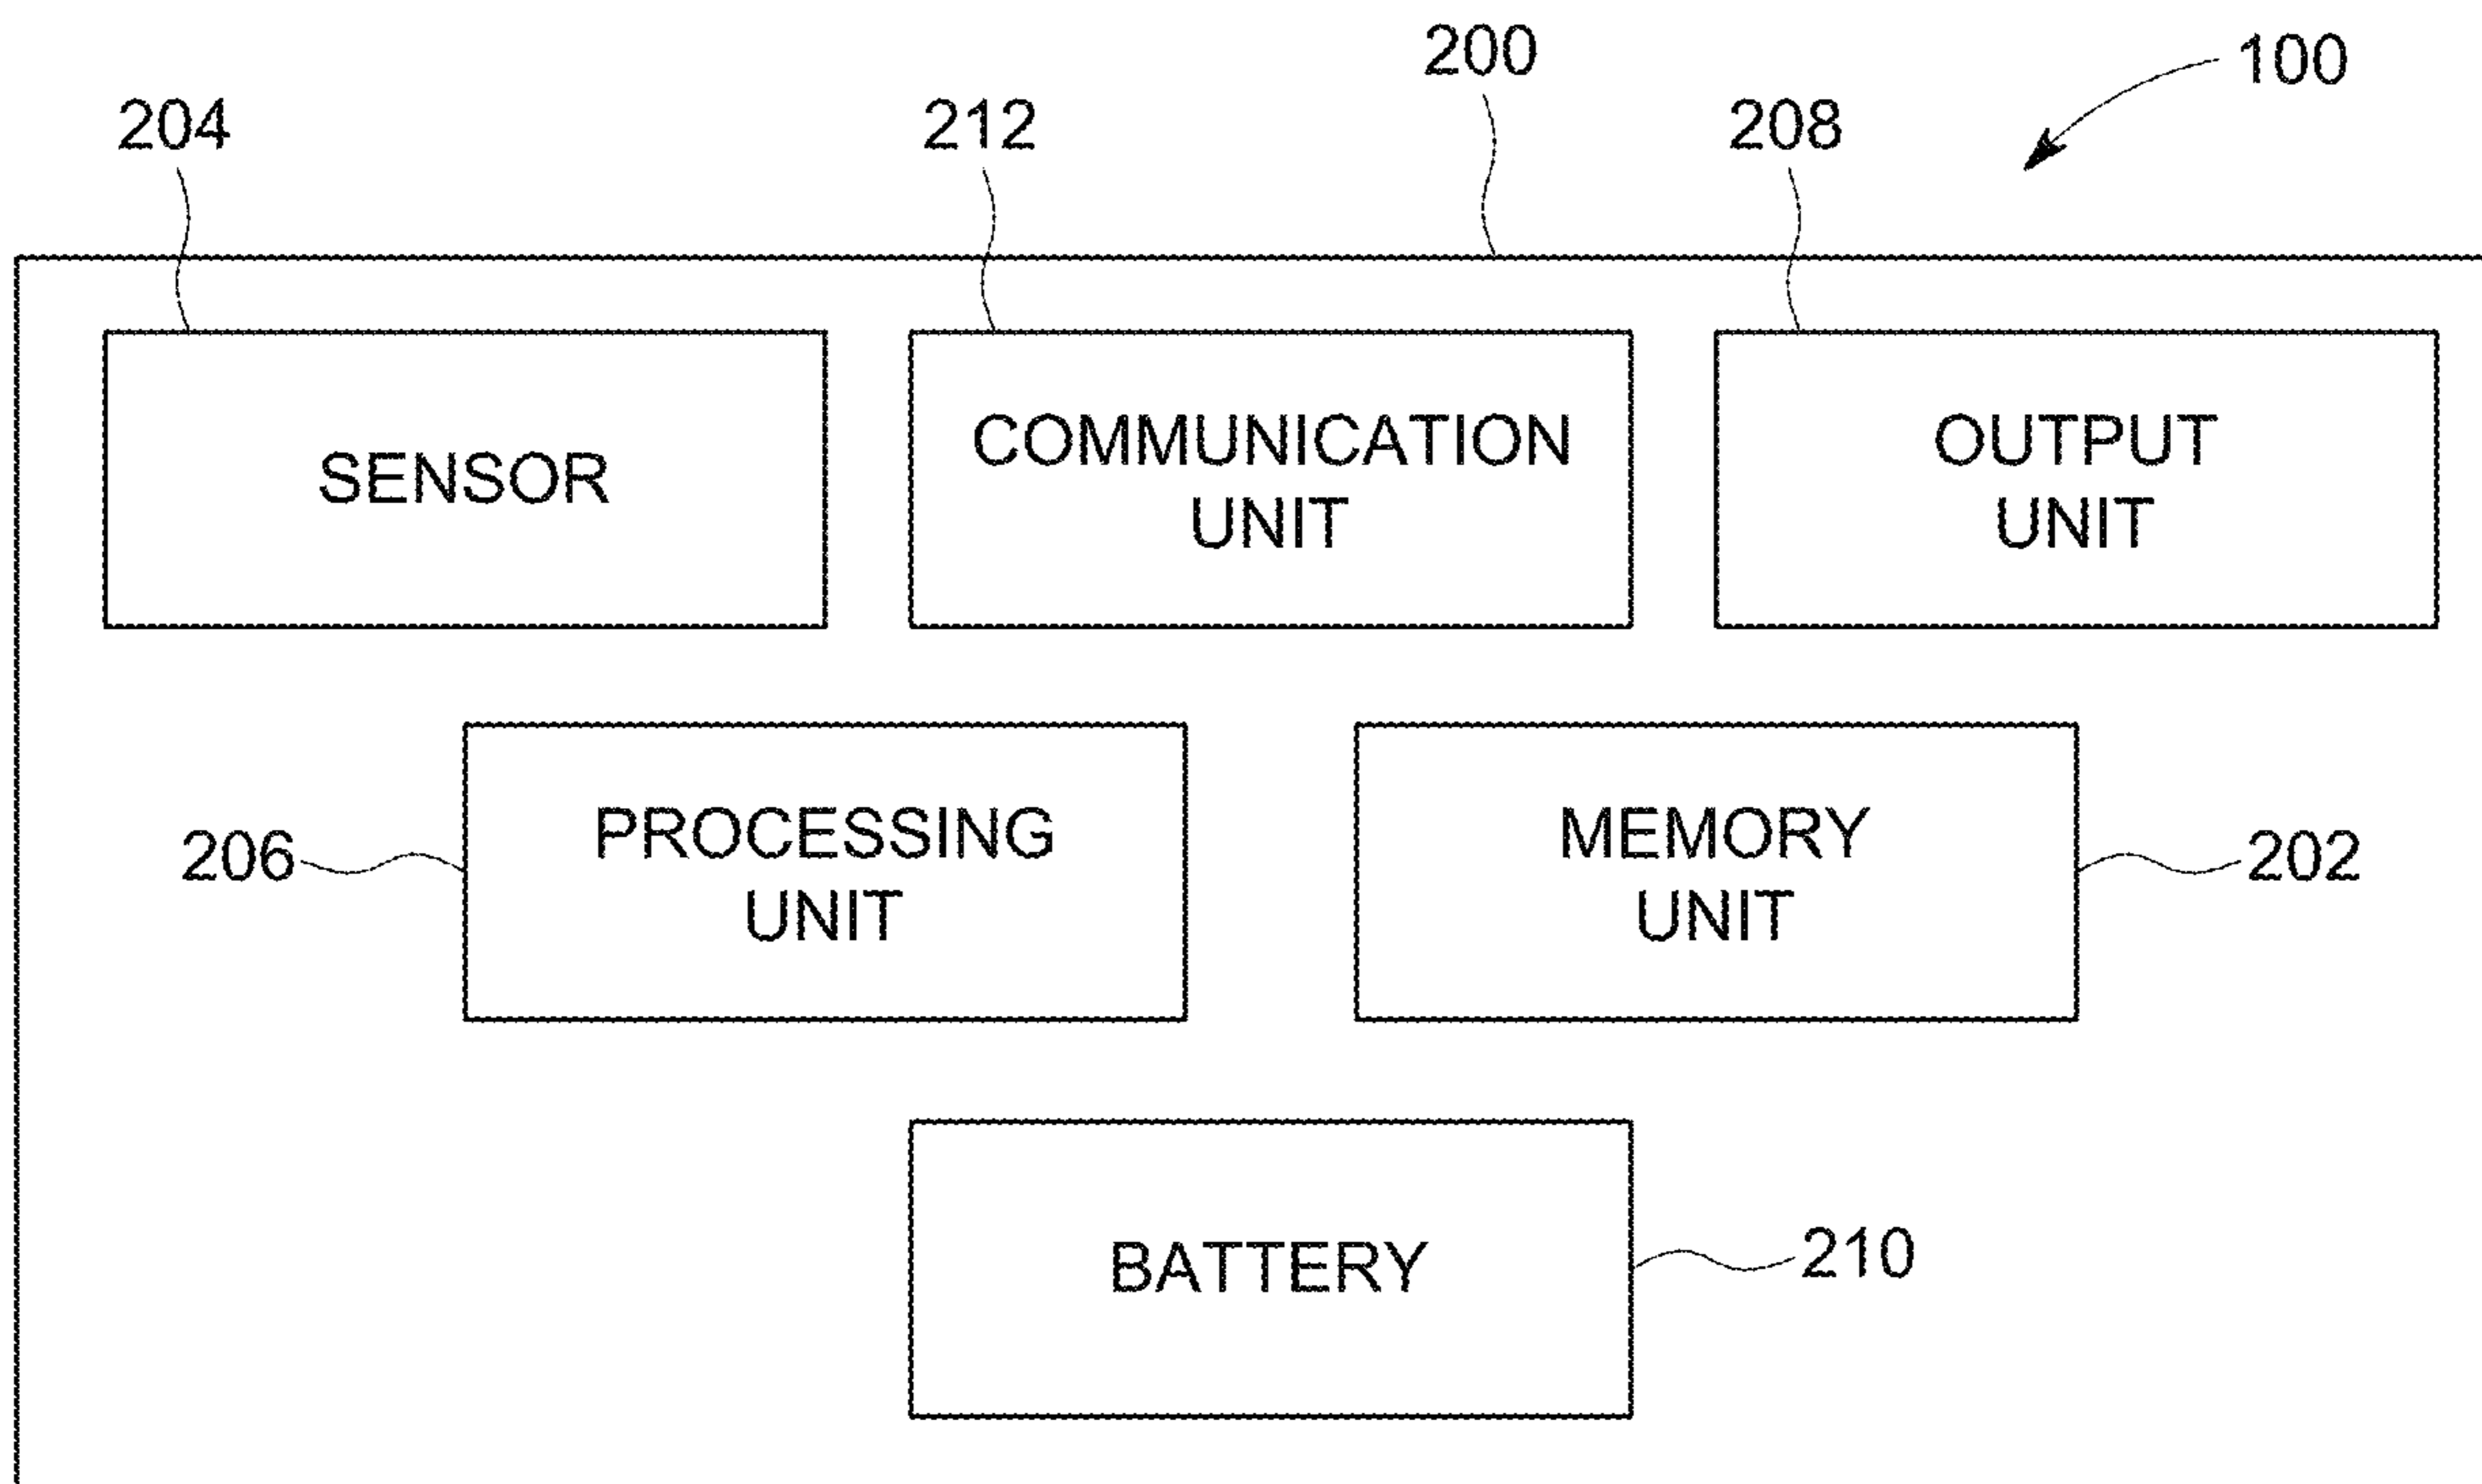 200
100
204
212
208
SENSOR
COMMUNICATION
UNIT
OUTPUT
UNIT
206
PROCESSING
UNIT
MEMORY
UNIT
202
BATTERY
210